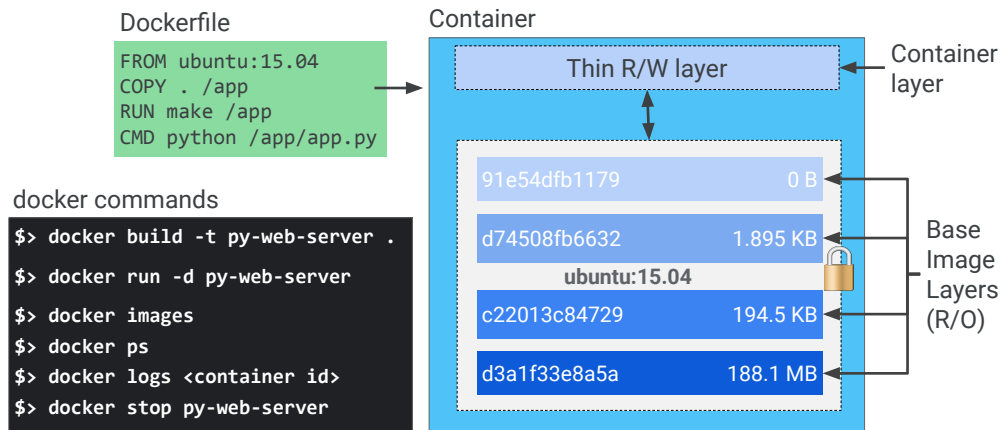 Dockerfile
FROM ubuntu:15.04
COPY . /app
RUN make /app
CMD python /app/app.py
docker commands
$> docker build -t py-web-server .
$> docker run -d py-web-server
$> docker images
$> docker ps
$> docker logs <container id>
$> docker stop py-web-server
Container
Thin R/W layer
Container
layer
91e54dfb1179 0 B
d74508fb6632 1.895 KB
ubuntu:15.04
c22013c84729 194.5 KB
d3a1f33e8a5a 188.1 MB
Base
Image
Layers
(R/O)